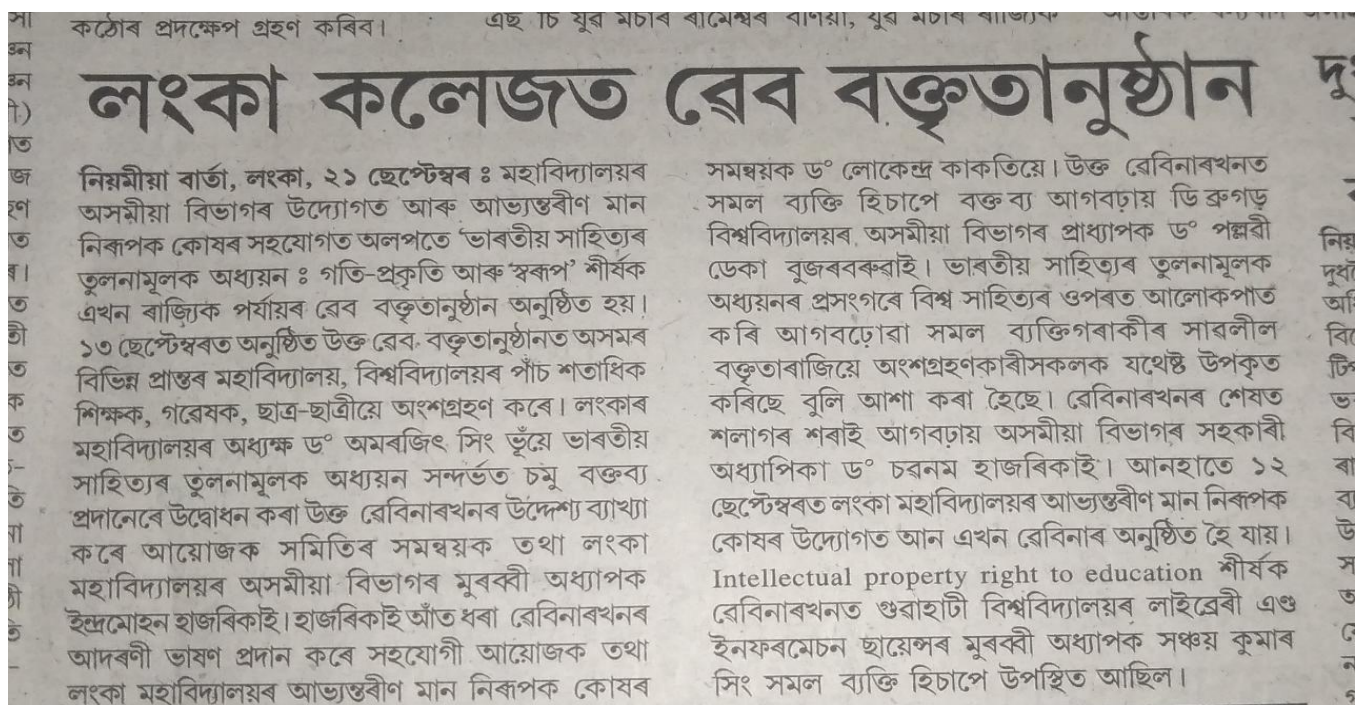 কঠোৰ প্ৰদক্ষেপ গ্ৰহণ কৰিব।
লংকা কলেজত ৱেব বক্তৃতানুষ্ঠান
নিয়মীয়া বাৰ্তা, লংকা, ২১ ছেপ্টেম্বৰ ঃ মহাবিদ্যালয়ৰ
অসমীয়া বিভাগৰ উদ্যোগত আৰু আভ্যন্তৰীণ মান
নিৰূপক কোষৰ সহযোগত অলপতে 'ভাৰতীয় সাহিত্যৰ
তুলনামূলক অধ্যয়ন ঃ গতি-প্ৰকৃতি আৰু স্বৰূপ' শীৰ্ষক
এখন ৰাজ্যিক পৰ্যায়ৰ ৱেব বক্তৃতানুষ্ঠান অনুষ্ঠিত হয়।
১৩ ছেপ্টেম্বৰত অনুষ্ঠিত উক্ত ৱেব বক্তৃতানুষ্ঠানত অসমৰ
বিভিন্ন প্ৰান্তৰ মহাবিদ্যালয়, বিশ্ববিদ্যালয়ৰ পাঁচ শতাধিক
শিক্ষক, গৱেষক, ছাত্ৰ-ছাত্ৰীয়ে অংশগ্ৰহণ কৰে। লংকাৰ
মহাবিদ্যালয়ৰ অধ্যক্ষ ড° অমৰজিৎ সিং ভূঁয়ে ভাৰতীয়
সাহিত্যৰ তুলনামূলক অধ্যয়ন সন্দৰ্ভত চমু বক্তব্য
প্ৰদানেৰে উদ্বোধন কৰা উক্ত ৱেবিনাৰখনৰ উদ্দেশ্য ব্যাখ্যা
কৰে আয়োজক সমিতিৰ সমন্বয়ক তথা লংকা
মহাবিদ্যালয়ৰ অসমীয়া বিভাগৰ মুৰব্বী অধ্যাপক
ইন্দ্ৰমোহন হাজৰিকাই। হাজৰিকাই আঁত ধৰা ৱেবিনাৰখনৰ
আদৰণী ভাষণ প্ৰদান কৰে সহযোগী আয়োজক তথা
লংকা মহাবিদ্যালয়ৰ আভ্যন্তৰীণ মান নিৰূপক কোষৰ
সমন্বয়ক ড° লোকেন্দ্ৰ কাকতিয়ে। উক্ত ৱেবিনাৰখনত
সমল ব্যক্তি হিচাপে বক্তব্য আগবঢ়ায় ডিব্ৰুগড়
বিশ্ববিদ্যালয়ৰ অসমীয়া বিভাগৰ প্ৰাধ্যাপক ড° পল্লৱী
ডেকা বুজৰবৰুৱাই। ভাৰতীয় সাহিত্যৰ তুলনামূলক
অধ্যয়নৰ প্ৰসংগৰে বিশ্ব সাহিত্যৰ ওপৰত আলোকপাত
কৰি আগবঢ়োৱা সমল ব্যক্তিগৰাকীৰ সাৱলীল
বক্তৃতাৰাজিয়ে অংশগ্ৰহণকাৰীসকলক যথেষ্ঠ উপকৃত
কৰিছে বুলি আশা কৰা হৈছে। ৱেবিনাৰখনৰ শেষত
শলাগৰ শৰাই আগবঢ়ায় অসমীয়া বিভাগৰ সহকাৰী
অধ্যাপিকা ড° চৱনম হাজৰিকাই। আনহাতে ১২
ছেপ্টেম্বৰত লংকা মহাবিদ্যালয়ৰ আভ্যন্তৰীণ মান নিৰূপক
কোষৰ উদ্যোগত আন এখন ৱেবিনাৰ অনুষ্ঠিত হৈ যায়।
Intellectual property right to education শীৰ্ষক
ৱেবিনাৰখনত গুৱাহাটী বিশ্ববিদ্যালয়ৰ লাইব্ৰেৰী এণ্ড
ইনফৰমেচন ছায়েন্সৰ মুৰব্বী অধ্যাপক সঞ্চয় কুমাৰ
সিং সমল ব্যক্তি হিচাপে উপস্থিত আছিল।